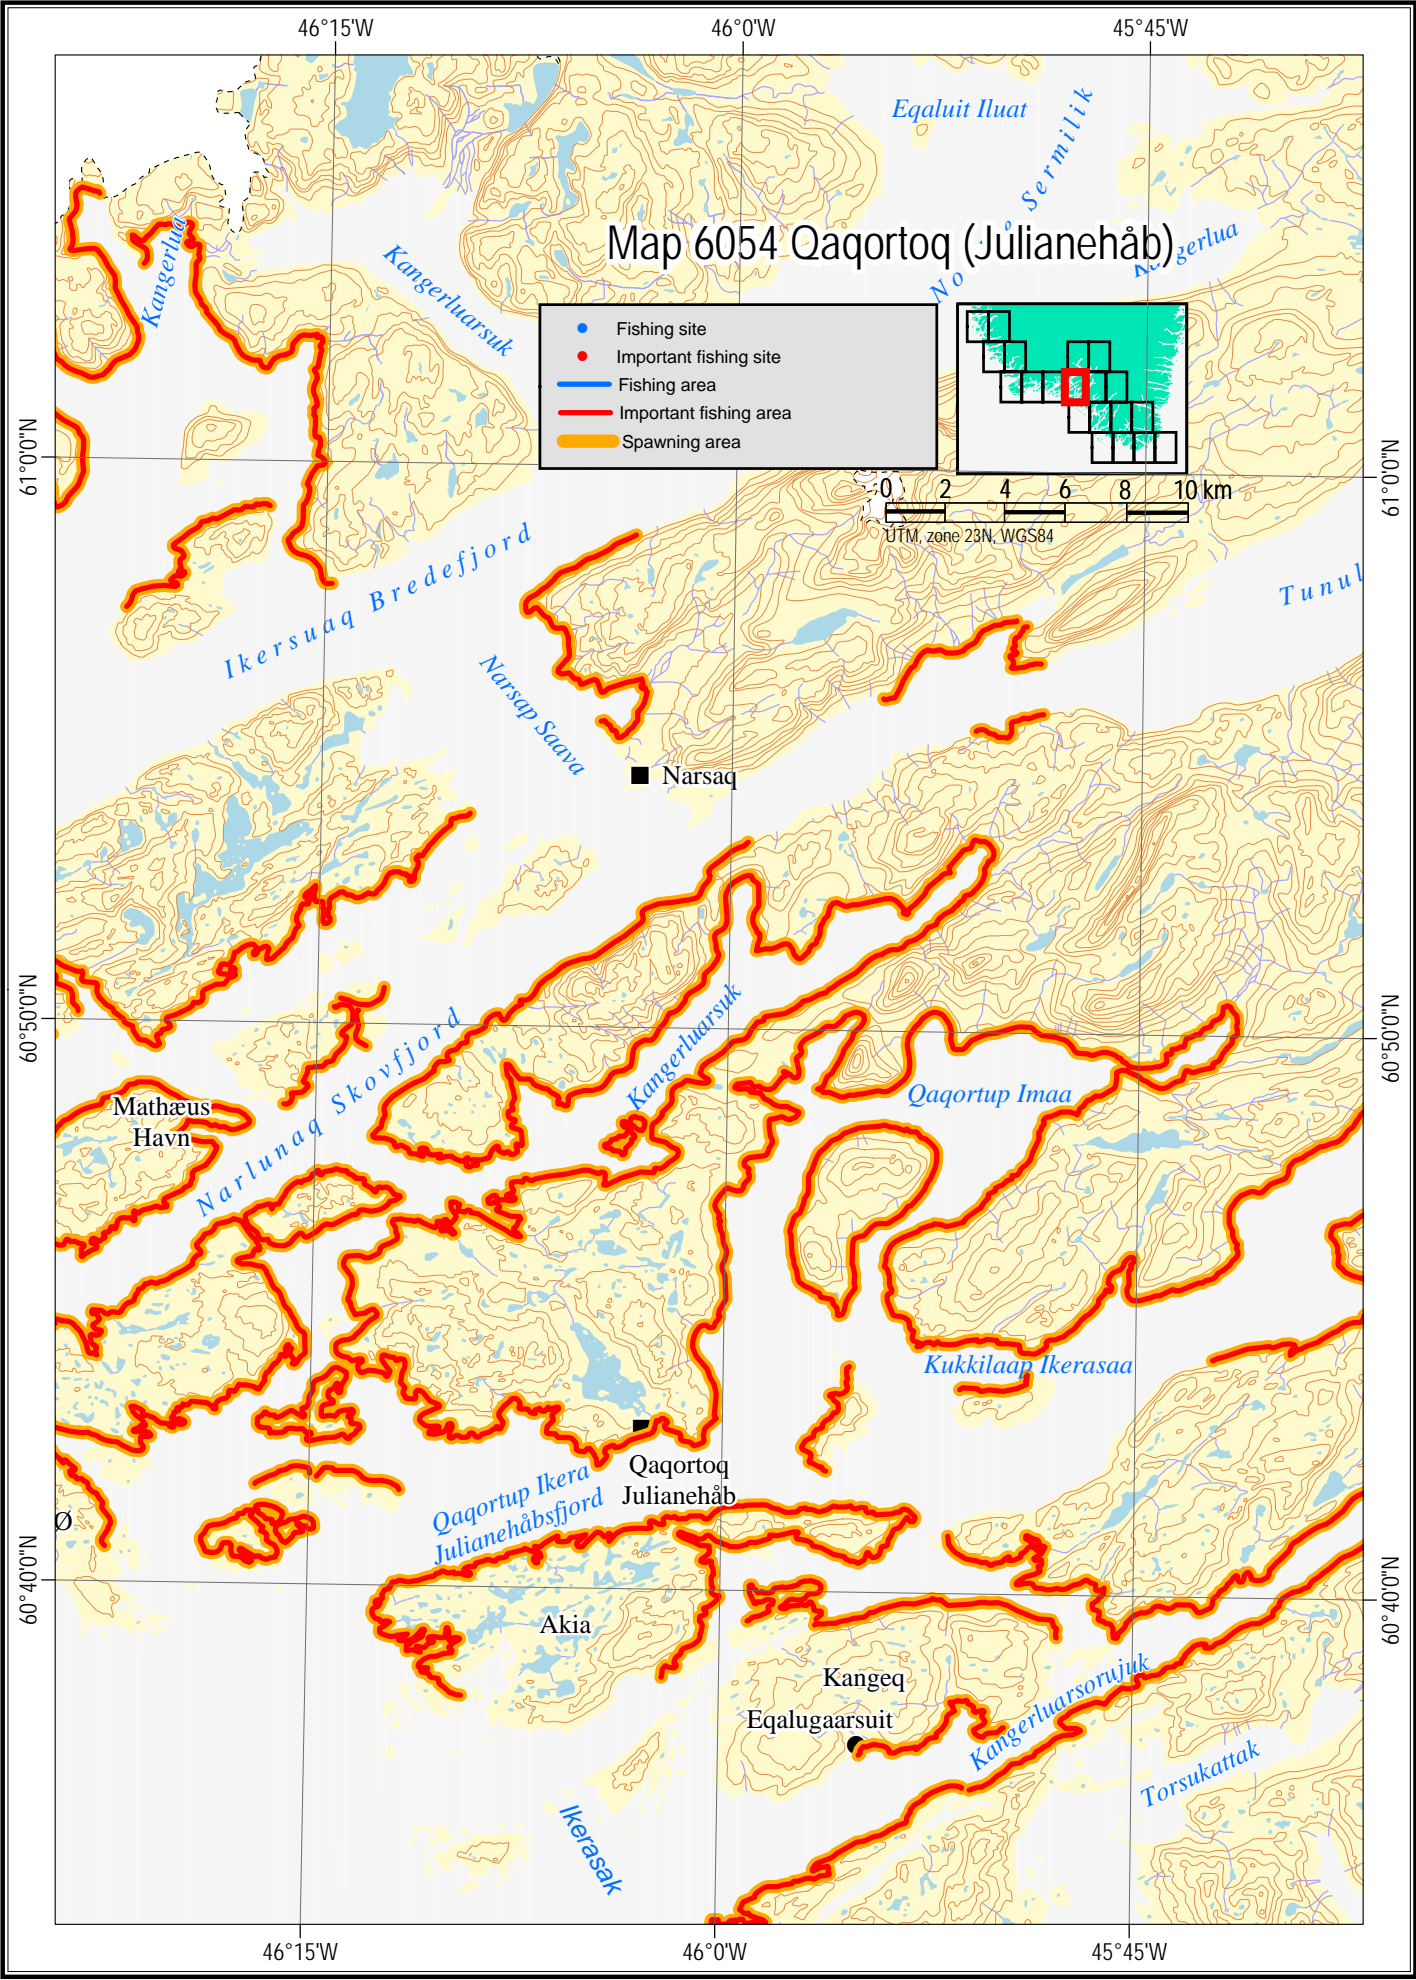 46°15'W
46°0'W
45°45'W
Eqaluit Iluat
Sermilik
Map 6054 Qaqortoq (Julianehåb)
Kangerlua
Kangerluarsuk
No
Fishing site
Important fishing site
Fishing area
Important fishing area
Spawning area
61°0'0"N
61°0'0"N
0 2 4 6 8 10 km
UTM, zone 23N, WGS84
Ikersuaq Bredefjord
Tunul
Narsap Saava
Narsaq
60°50'0"N
60°50'0"N
Kangerluarsuk
Narlunaq Skovfjord
Qaqortup Imaa
Mathæus
Havn
Kukkilaap Ikerasaa
Qaqortoq
Julianehåb
Qaqortup Ikera
Julianehåbsfjord
Ø
60°40'0"N
60°40'0"N
Akia
Kangeq
Eqalugaarsuit
Kangerluarsorujuk
Torsukattak
Ikerasak
46°15'W
46°0'W
45°45'W